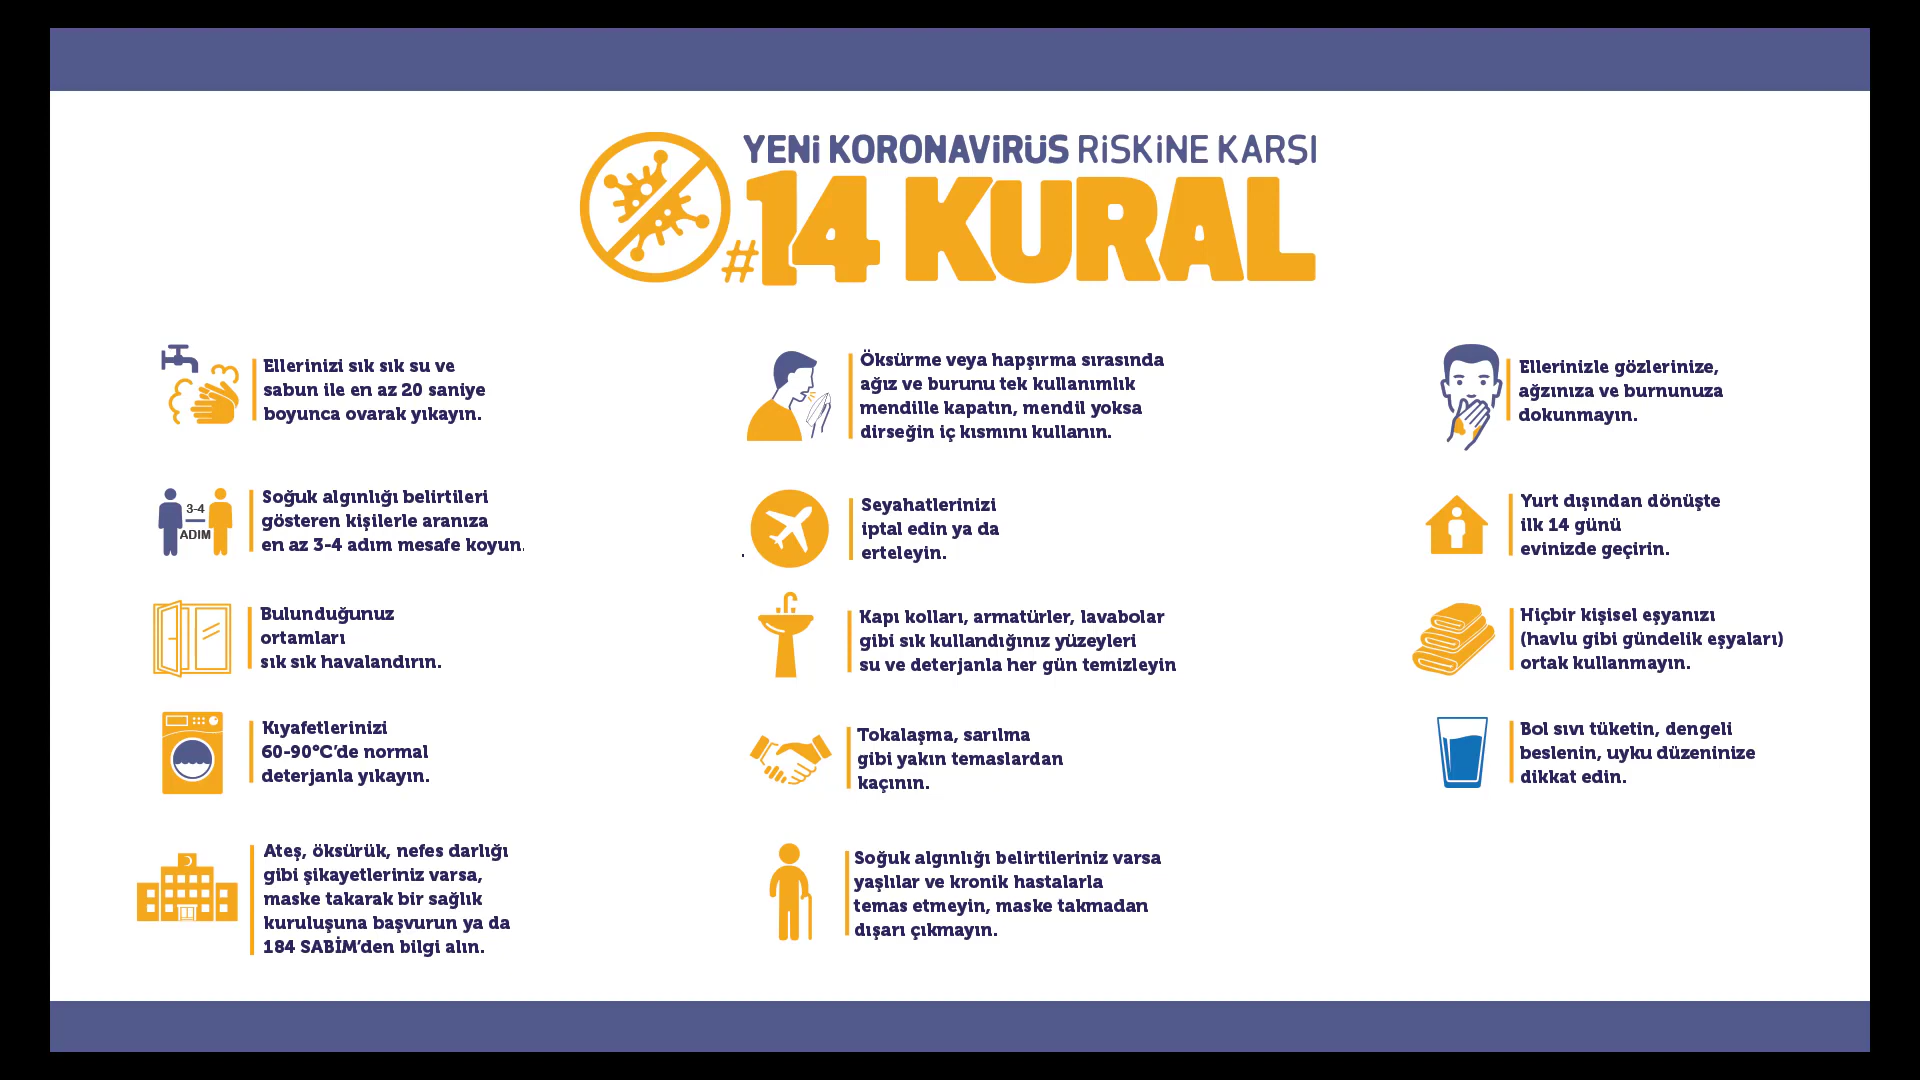 YENİ KORONAVİRÜS RİSKİNE KARŞI
#14 KURAL
Ellerinizi sık sık su ve
sabun ile en az 20 saniye
boyunca ovarak yıkayın.
Öksürme veya hapşırma sırasında
ağız ve burunu tek kullanımlık
mendille kapatın, mendil yoksa
dirseğin iç kısmını kullanın.
Ellerinizle gözlerinize,
ağzınıza ve burnunuza
dokunmayın.
3-4
ADIM
Soğuk algınlığı belirtileri
gösteren kişilerle aranıza
en az 3-4 adım mesafe koyun.
Seyahatlerinizi
iptal edin ya da
erteleyin.
Yurt dışından dönüşte
ilk 14 günü
evinizde geçirin.
Bulunduğunuz
ortamları
sık sık havalandırın.
Kapı kolları, armatürler, lavabolar
gibi sık kullandığınız yüzeyleri
su ve deterjanla her gün temizleyin
Hiçbir kişisel eşyanızı
(havlu gibi gündelik eşyaları)
ortak kullanmayın.
Kıyafetlerinizi
60-90°C'de normal
deterjanla yıkayın.
Tokalaşma, sarılma
gibi yakın temaslardan
kaçının.
Bol sıvı tüketin, dengeli
beslenin, uyku düzeninize
dikkat edin.
Ateş, öksürük, nefes darlığı
gibi şikayetleriniz varsa,
maske takarak bir sağlık
kuruluşuna başvurun ya da
184 SABİM'den bilgi alın.
Soğuk algınlığı belirtileriniz varsa
yaşlılar ve kronik hastalarla
temas etmeyin, maske takmadan
dışarı çıkmayın.